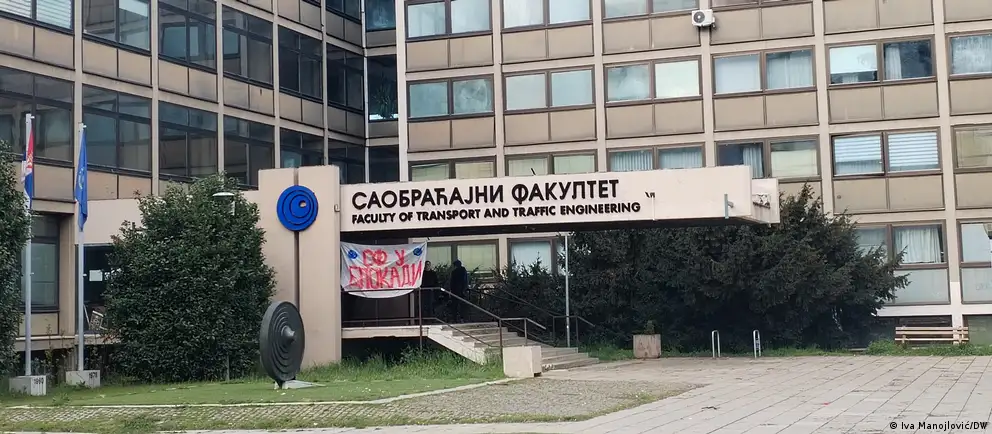 САОБРАЋАЈНИ ФАКУЛТЕТ
FACULTY OF TRANSPORT AND TRAFFIC ENGINEERING
СФ У
БЛОКАДИ
© Iva Manojlović/DW